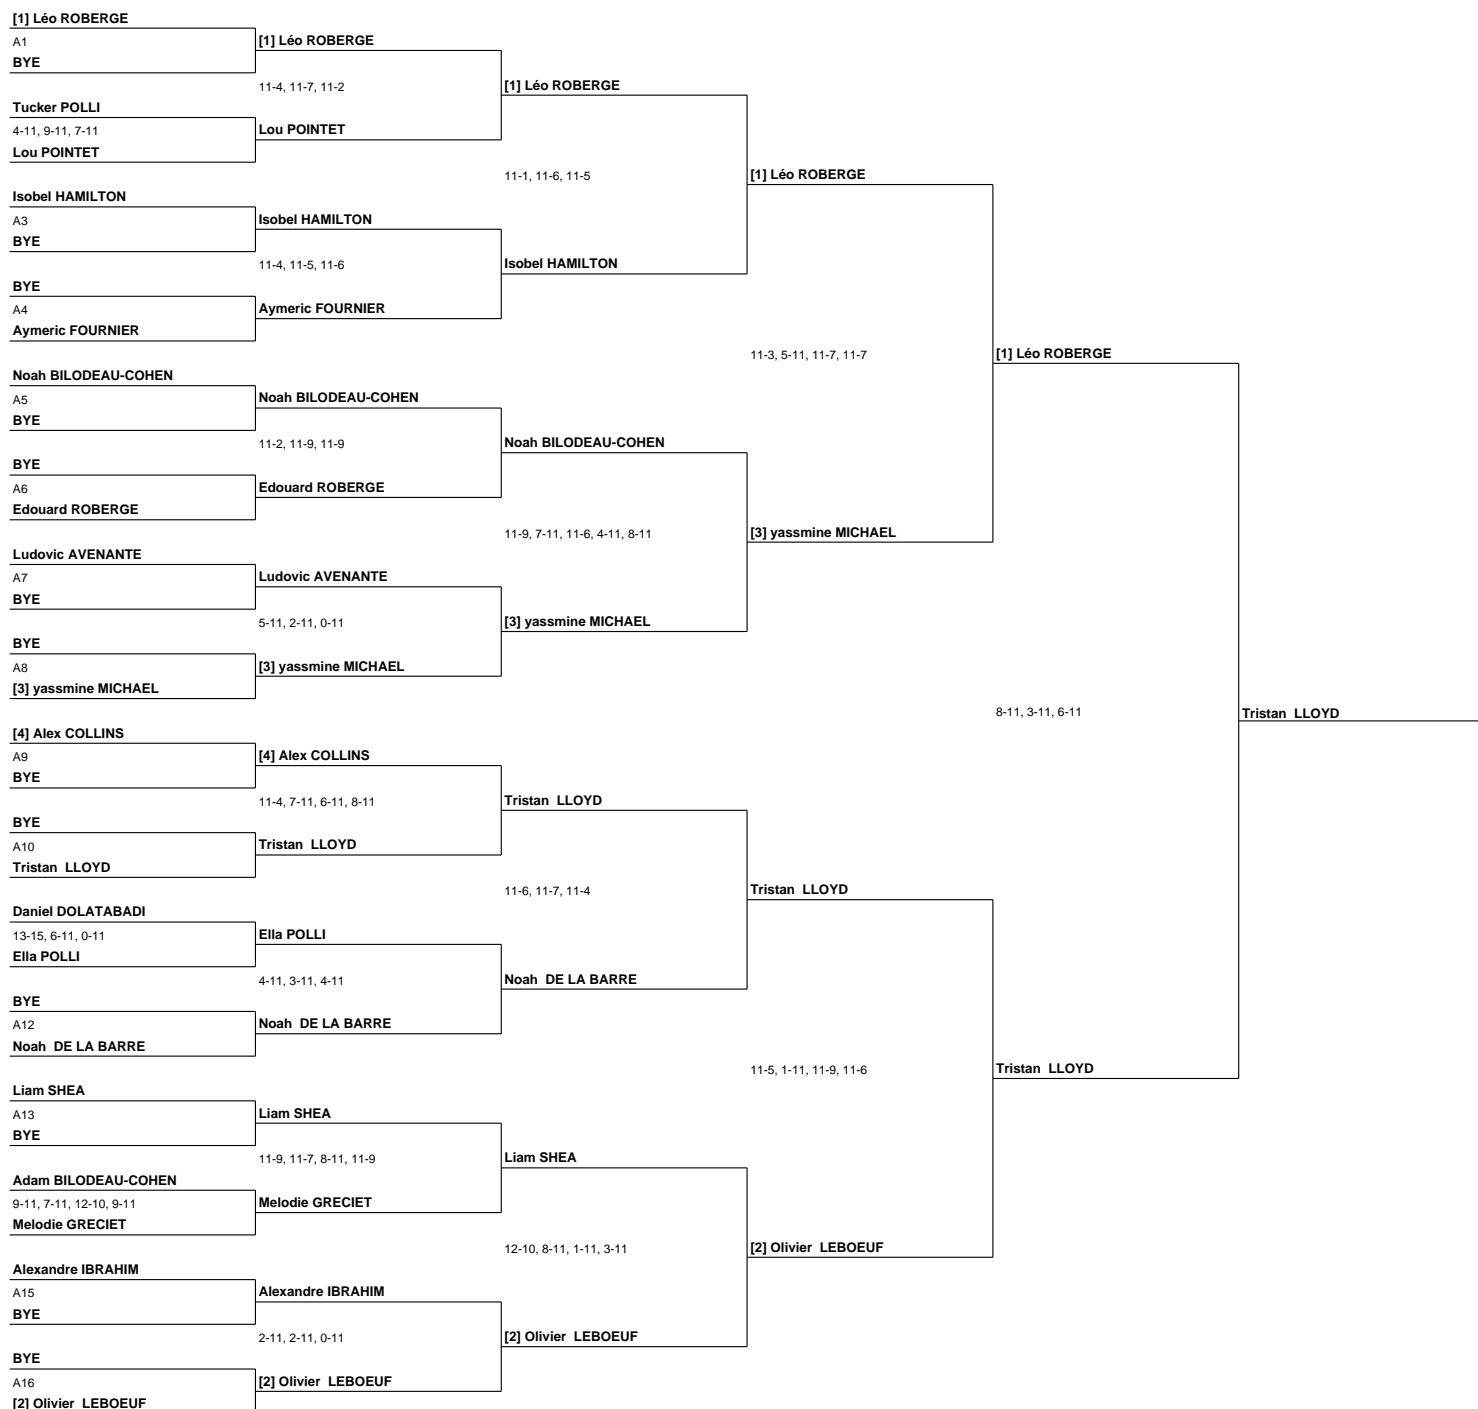 [1] Léo ROBERGE
A1
BYE
Tucker POLLI
4-11, 9-11, 7-11
Lou POINTET
Isobel HAMILTON
A3
BYE
BYE
A4
Aymeric FOURNIER
Noah BILODEAU-COHEN
A5
BYE
BYE
A6
Edouard ROBERGE
Ludovic AVENANTE
A7
BYE
BYE
A8
[3] yassmine MICHAEL
[4] Alex COLLINS
A9
BYE
BYE
A10
Tristan  LLOYD
Daniel DOLATABADI
13-15, 6-11, 0-11
Ella POLLI
BYE
A12
Noah  DE LA BARRE
Liam SHEA
A13
BYE
Adam BILODEAU-COHEN
9-11, 7-11, 12-10, 9-11
Melodie GRECIET
Alexandre IBRAHIM
A15
BYE
BYE
A16
[2] Olivier  LEBOEUF
[1] Léo ROBERGE
11-4, 11-7, 11-2
Lou POINTET
Isobel HAMILTON
11-4, 11-5, 11-6
Aymeric FOURNIER
Noah BILODEAU-COHEN
11-2, 11-9, 11-9
Edouard ROBERGE
Ludovic AVENANTE
5-11, 2-11, 0-11
[3] yassmine MICHAEL
[4] Alex COLLINS
11-4, 7-11, 6-11, 8-11
Tristan  LLOYD
Ella POLLI
4-11, 3-11, 4-11
Noah  DE LA BARRE
Liam SHEA
11-9, 11-7, 8-11, 11-9
Melodie GRECIET
Alexandre IBRAHIM
2-11, 2-11, 0-11
[2] Olivier  LEBOEUF
[1] Léo ROBERGE
11-1, 11-6, 11-5
Isobel HAMILTON
Noah BILODEAU-COHEN
11-9, 7-11, 11-6, 4-11, 8-11
[3] yassmine MICHAEL
Tristan  LLOYD
11-6, 11-7, 11-4
Noah  DE LA BARRE
Liam SHEA
12-10, 8-11, 1-11, 3-11
[2] Olivier  LEBOEUF
[1] Léo ROBERGE
11-3, 5-11, 11-7, 11-7
[3] yassmine MICHAEL
Tristan  LLOYD
11-5, 1-11, 11-9, 11-6
[2] Olivier  LEBOEUF
[1] Léo ROBERGE
8-11, 3-11, 6-11
Tristan  LLOYD
Tristan  LLOYD